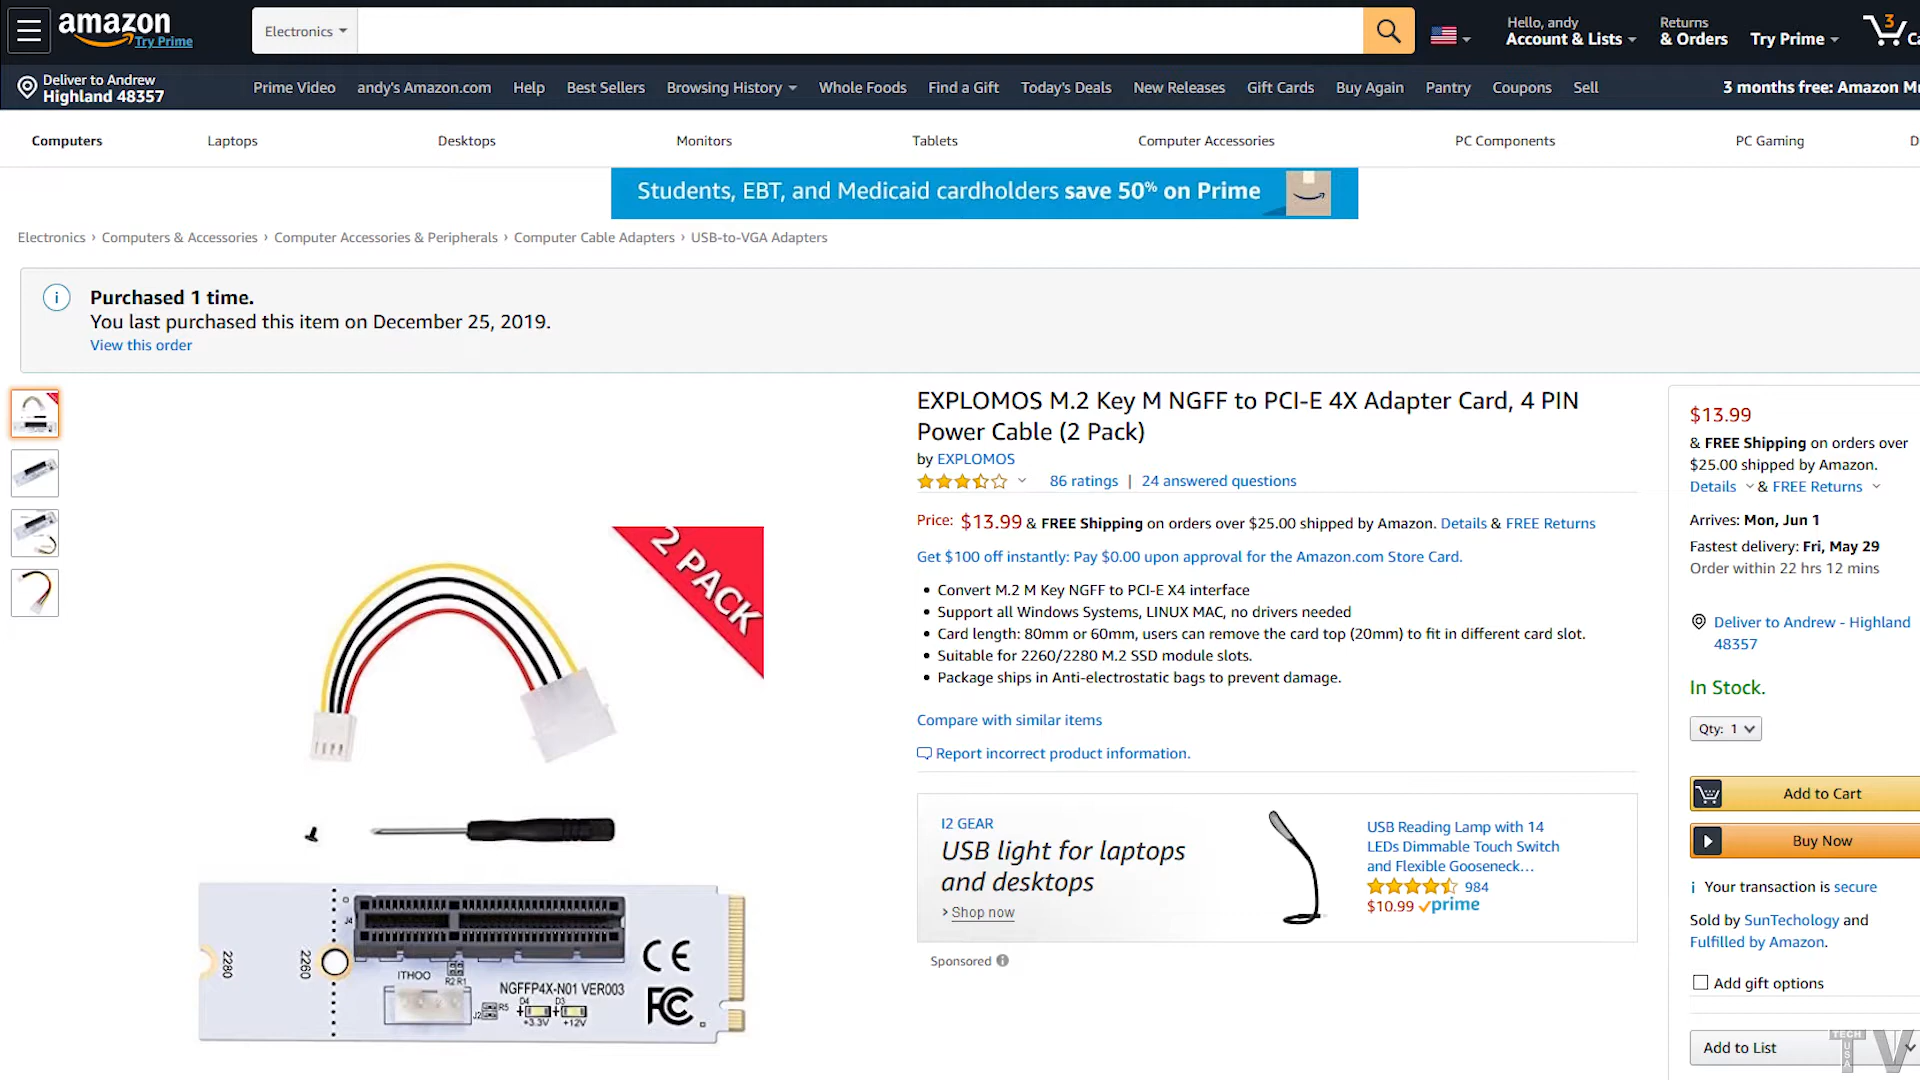 amazon
Try Prime
Electronics
Hello, andy
Account & Lists
Returns
& Orders
Try Prime
3
Ca
Deliver to Andrew
Highland 48357
Prime Video
andy's Amazon.com
Help
Best Sellers
Browsing History
Whole Foods
Find a Gift
Today's Deals
New Releases
Gift Cards
Buy Again
Pantry
Coupons
Sell
3 months free: Amazon Mu
Computers
Laptops
Desktops
Monitors
Tablets
Computer Accessories
PC Components
PC Gaming
D
Students, EBT, and Medicaid cardholders save 50% on Prime
Electronics › Computers & Accessories › Computer Accessories & Peripherals › Computer Cable Adapters › USB-to-VGA Adapters
Purchased 1 time.
You last purchased this item on December 25, 2019.
View this order
2 PACK
2280
2260
J4
ITHOO
R2 R1
NGFFP4X-N01 VER003
J2
R5
D4
D3
+3.3V
+12V
CE
FC
EXPLOMOS M.2 Key M NGFF to PCI-E 4X Adapter Card, 4 PIN
Power Cable (2 Pack)
by EXPLOMOS
86 ratings | 24 answered questions
Price: $13.99 & FREE Shipping on orders over $25.00 shipped by Amazon. Details & FREE Returns
Get $100 off instantly: Pay $0.00 upon approval for the Amazon.com Store Card.
• Convert M.2 M Key NGFF to PCI-E X4 interface
• Support all Windows Systems, LINUX MAC, no drivers needed
• Card length: 80mm or 60mm, users can remove the card top (20mm) to fit in different card slot.
• Suitable for 2260/2280 M.2 SSD module slots.
• Package ships in Anti-electrostatic bags to prevent damage.
Compare with similar items
Report incorrect product information.
I2 GEAR
USB light for laptops
and desktops
› Shop now
USB Reading Lamp with 14
LEDs Dimmable Touch Switch
and Flexible Gooseneck…
984
$10.99 prime
Sponsored
$13.99
& FREE Shipping on orders over
$25.00 shipped by Amazon.
Details & FREE Returns
Arrives: Mon, Jun 1
Fastest delivery: Fri, May 29
Order within 22 hrs 12 mins
Deliver to Andrew - Highland
48357
In Stock.
Qty: 1
Add to Cart
Buy Now
Your transaction is secure
Sold by SunTechology and
Fulfilled by Amazon.
Add gift options
Add to List
TECH
USA
TV